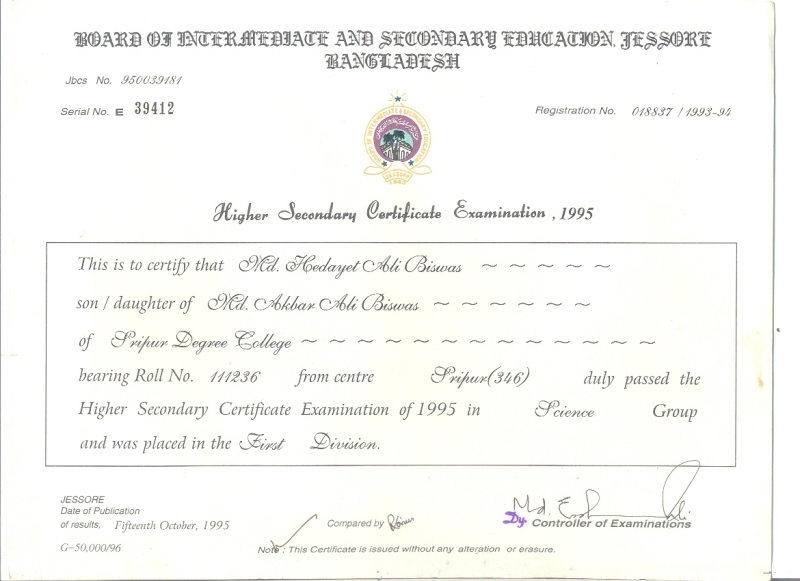 BOARD OF INTERMEDIATE AND SECONDARY EDUCATION, JESSORE
BANGLADESH
Jbcs No. 950039181
Serial No. E 39412
Registration No. 018837 / 1993-94
Higher Secondary Certificate Examination , 1995
This is to certify that Md. Hedayet Ali Biswas ~ ~ ~ ~ ~
son / daughter of Md. Akbar Ali Biswas ~ ~ ~ ~ ~ ~
of Sripur Degree College ~ ~ ~ ~ ~ ~ ~ ~ ~ ~ ~ ~ ~
bearing Roll No. 111236 from centre Sripur(346) duly passed the
Higher Secondary Certificate Examination of 1995 in Science Group
and was placed in the First Division.
JESSORE
Date of Publication
of results, Fifteenth October, 1995
Compared by
Dy Controller of Examinations
G-50,000/96
Note : This Certificate is issued without any alteration or erasure.